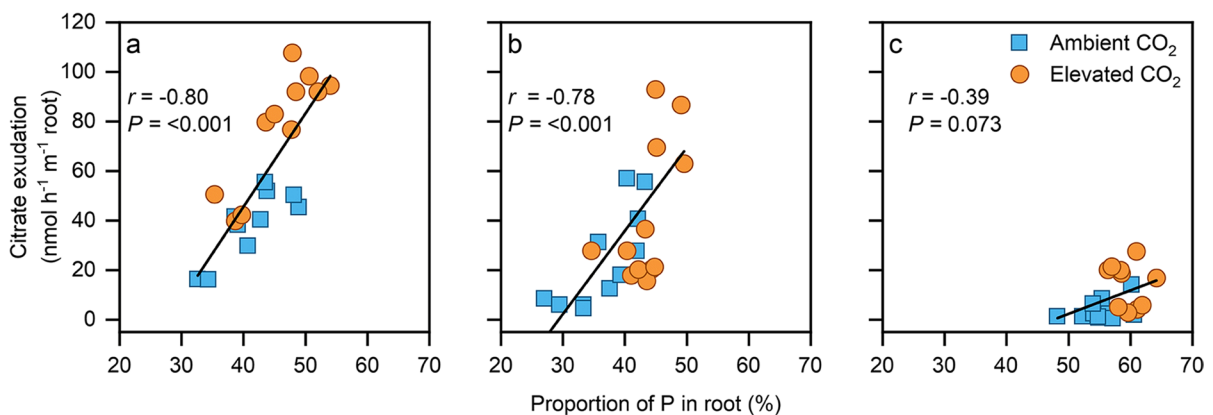 Citrate exudation
(nmol h⁻¹ m⁻¹ root)
120
100
80
60
40
20
0
a
r = -0.80
P = <0.001
20 30 40 50 60 70
b
r = -0.78
P = <0.001
20 30 40 50 60 70
c
Ambient CO₂
Elevated CO₂
r = -0.39
P = 0.073
20 30 40 50 60 70
Proportion of P in root (%)